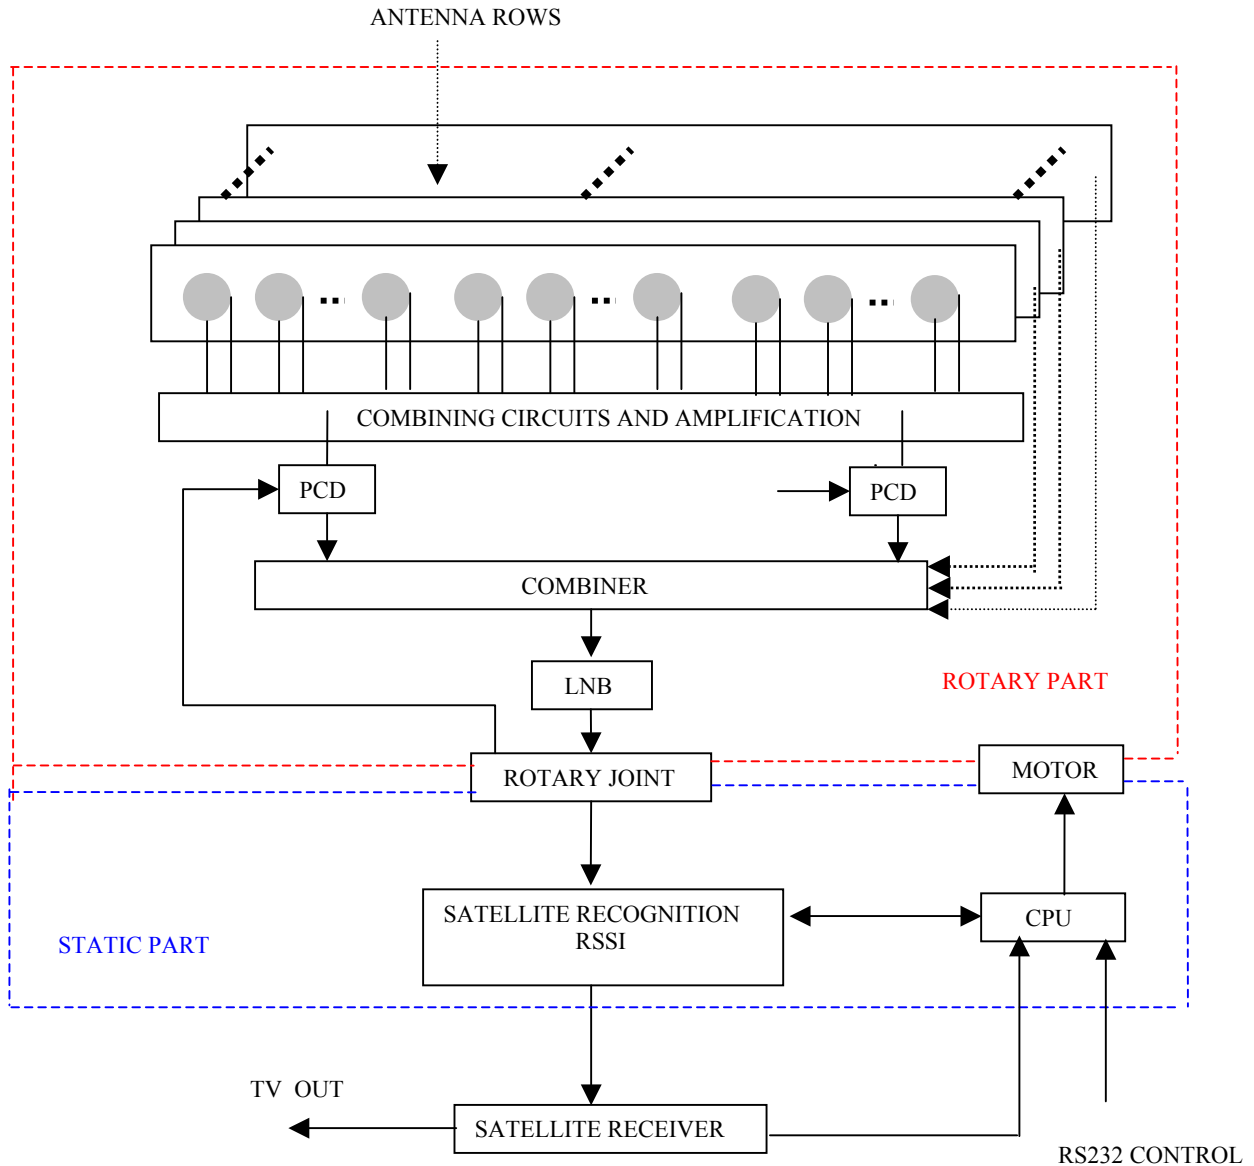 ANTENNA ROWS
COMBINING CIRCUITS AND AMPLIFICATION
PCD
PCD
COMBINER
LNB
ROTARY PART
ROTARY JOINT
MOTOR
SATELLITE RECOGNITION
RSSI
CPU
STATIC PART
TV OUT
SATELLITE RECEIVER
RS232 CONTROL